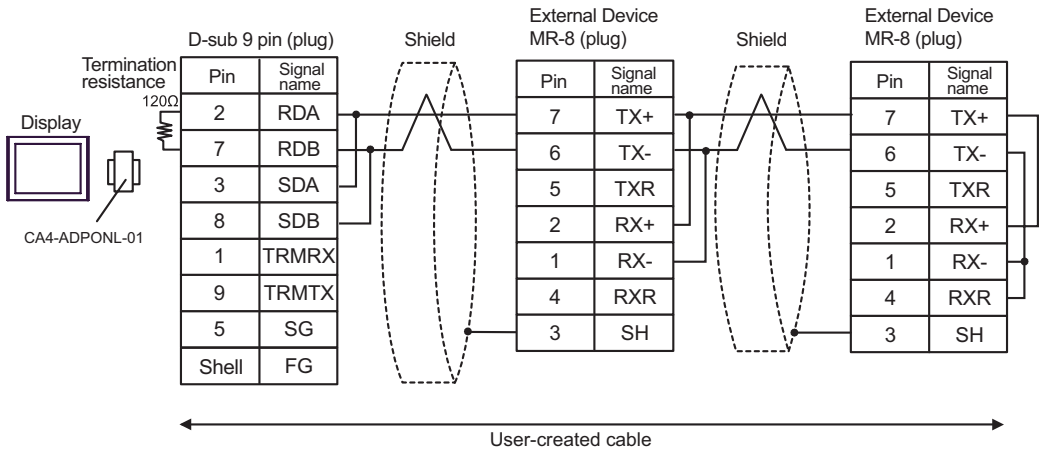 External Device
MR-8 (plug)
External Device
MR-8 (plug)
D-sub 9 pin (plug)
Shield
Shield
Termination
resistance
120Ω
Display
CA4-ADPONL-01
Pin Signal name
2 RDA
7 RDB
3 SDA
8 SDB
1 TRMRX
9 TRMTX
5 SG
Shell FG
Pin Signal name
7 TX+
6 TX-
5 TXR
2 RX+
1 RX-
4 RXR
3 SH
Pin Signal name
7 TX+
6 TX-
5 TXR
2 RX+
1 RX-
4 RXR
3 SH
User-created cable